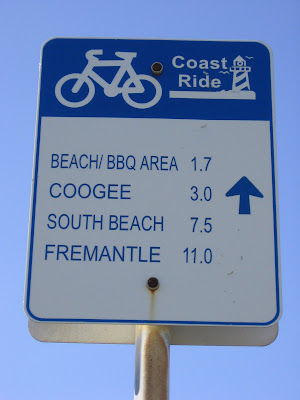 Coast
Ride
BEACH/ BBQ AREA 1.7
COOGEE 3.0
SOUTH BEACH 7.5
FREMANTLE 11.0